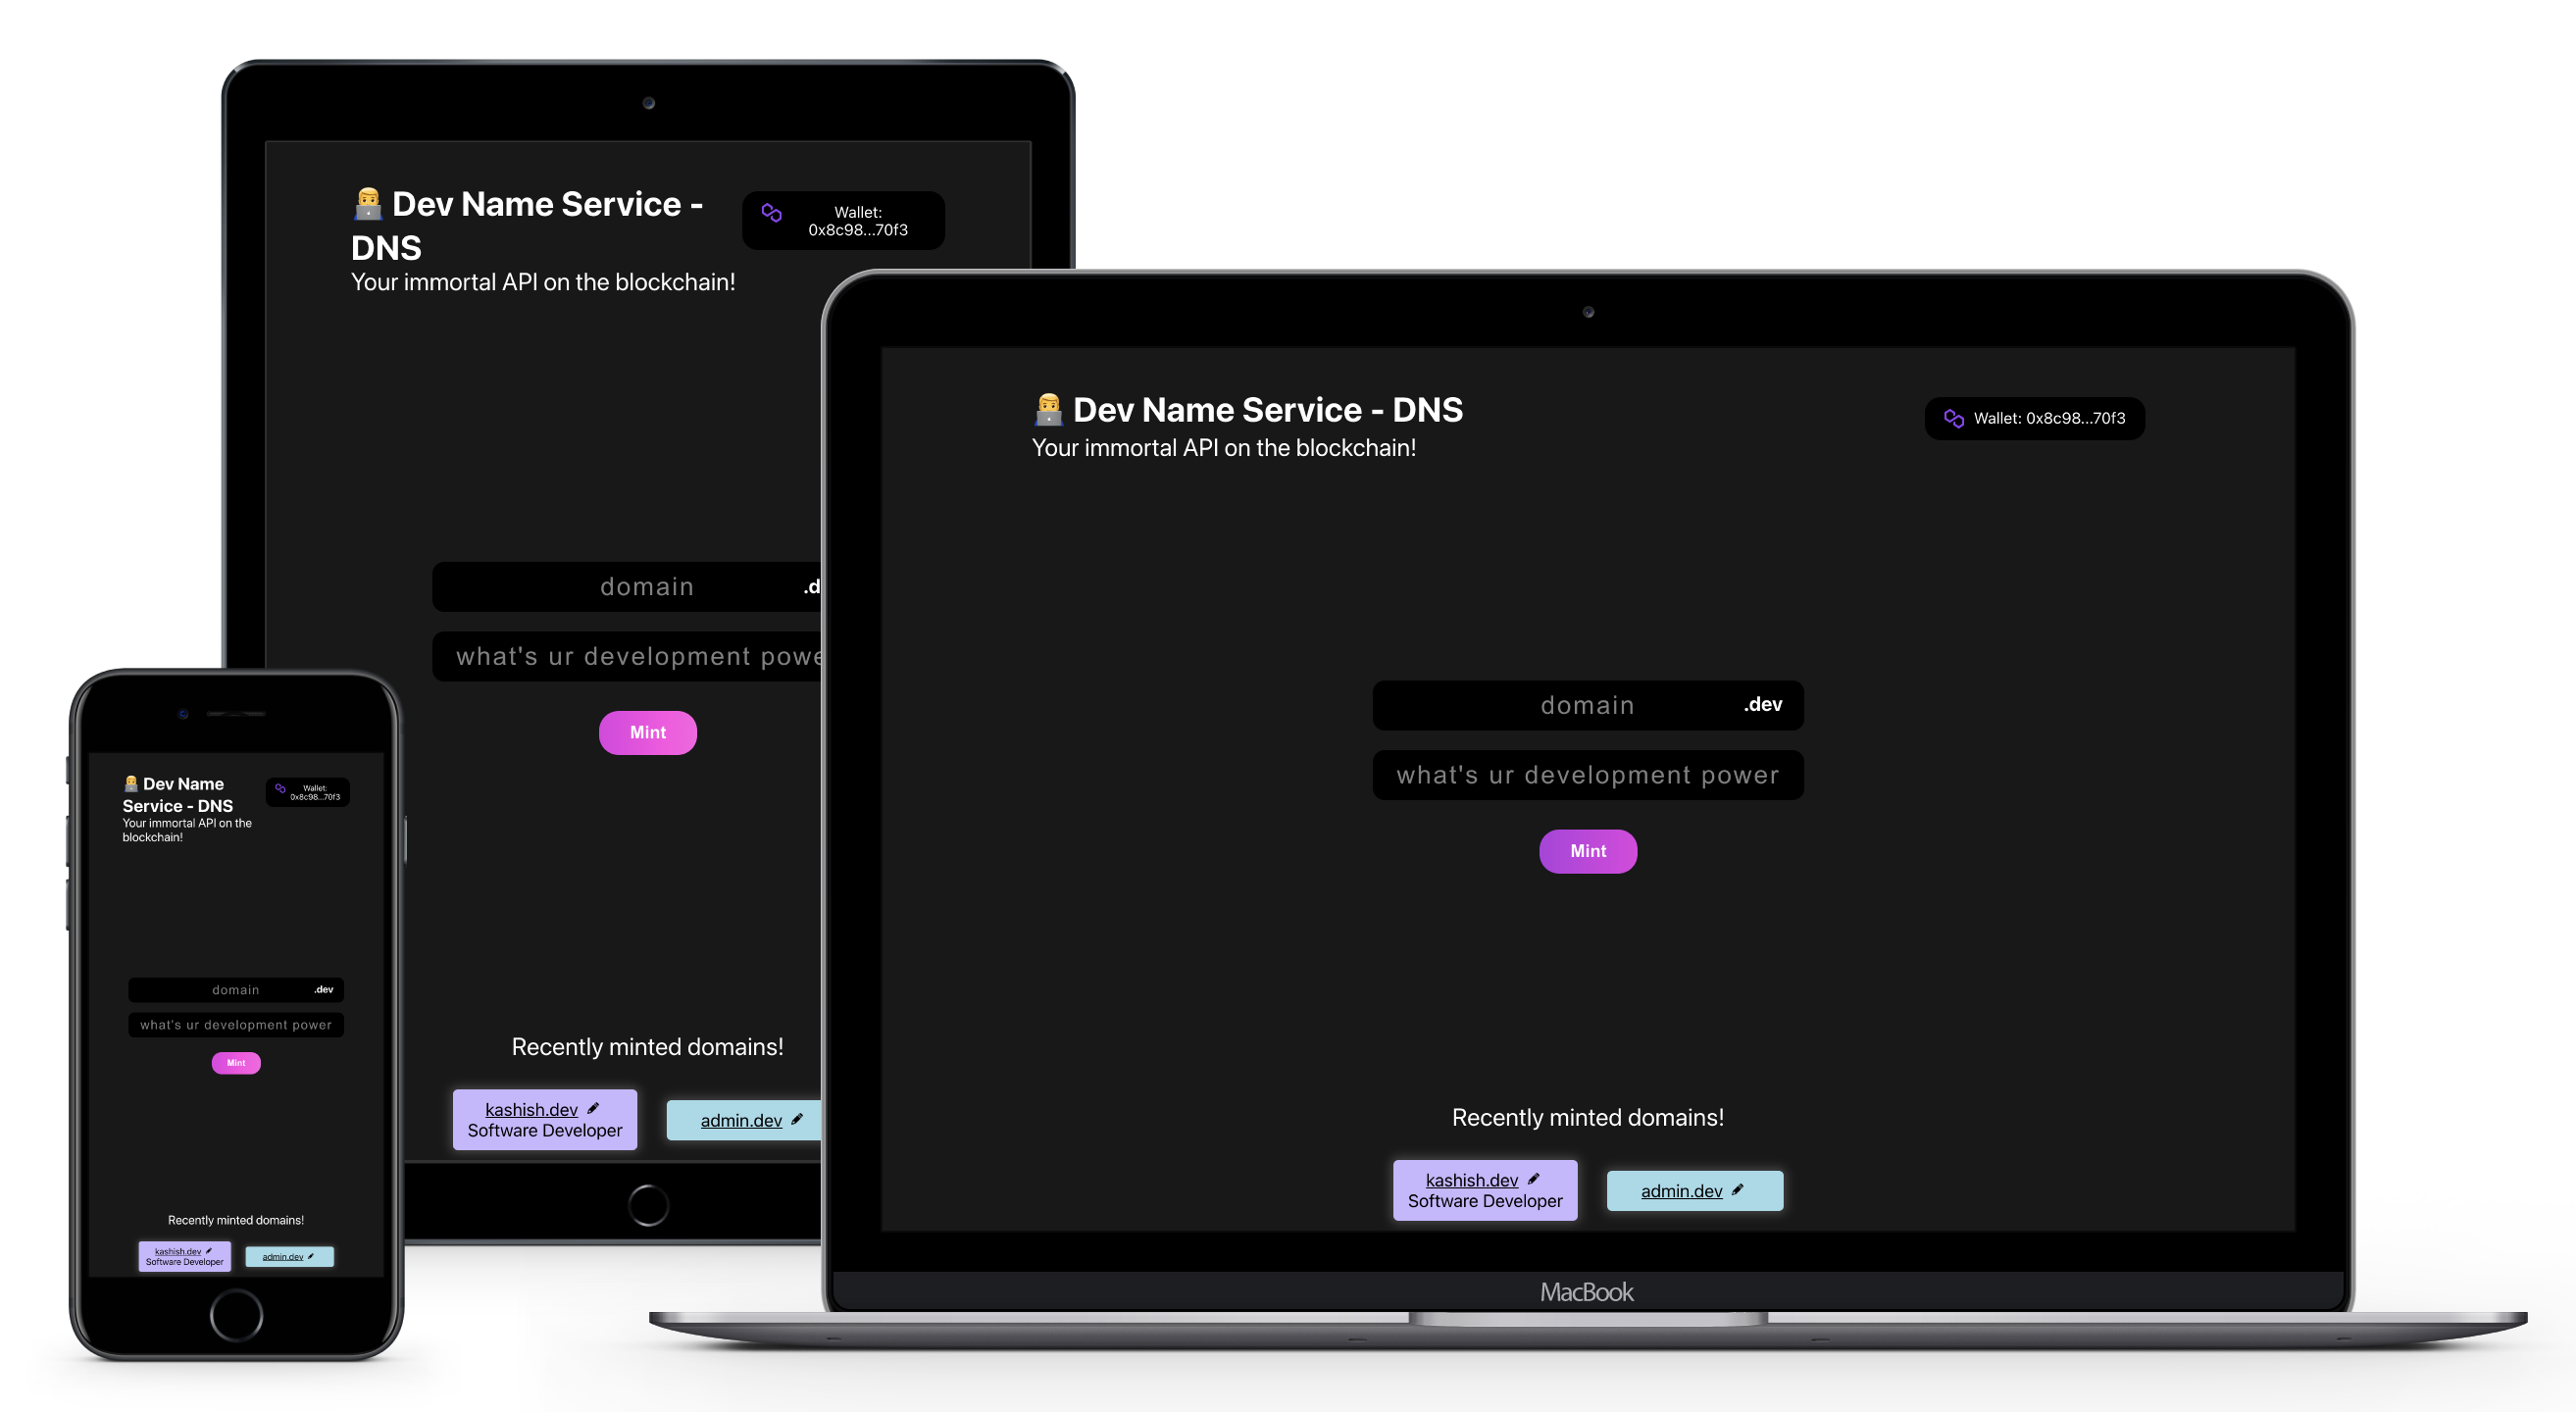 Dev Name Service -
DNS
Your immortal API on the blockchain!
Wallet:
0x8c98...70f3
domain .d
what's ur development powe
Mint
Recently minted domains!
kashish.dev
Software Developer
admin.dev
Dev Name Service - DNS
Your immortal API on the blockchain!
Wallet: 0x8c98...70f3
domain .dev
what's ur development power
Mint
Recently minted domains!
kashish.dev
Software Developer
admin.dev
MacBook
Dev Name
Service - DNS
Your immortal API on the
blockchain!
Wallet:
0x8c98...70f3
domain .dev
what's ur development power
Mint
Recently minted domains!
kashish.dev
Software Developer
admin.dev